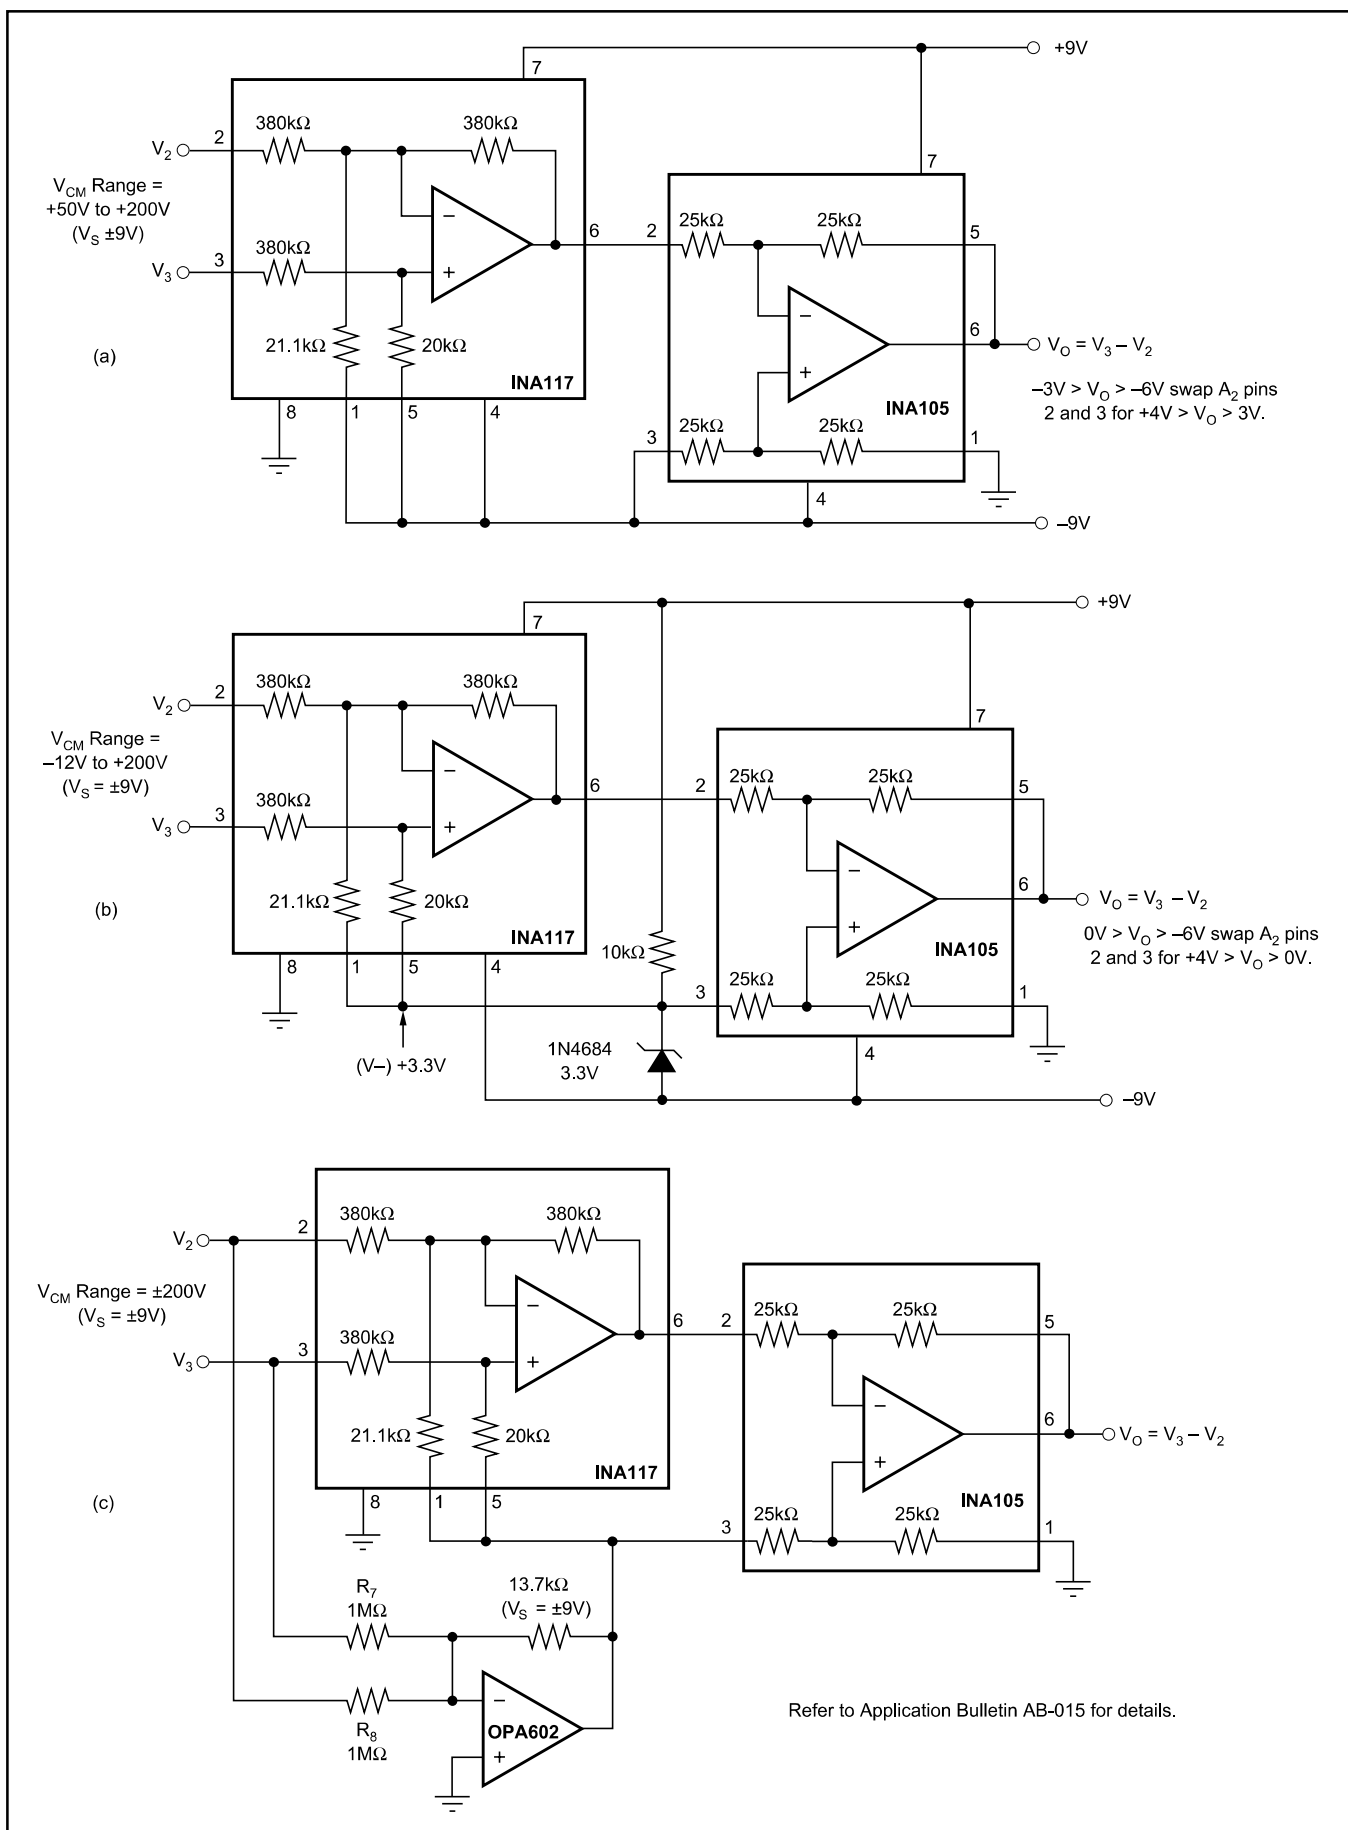 +9V
7
380kΩ
380kΩ
V2
2
VCM Range =
+50V to +200V
(VS ±9V)
–
380kΩ
V3
3
+
6
21.1kΩ
20kΩ
(a)
INA117
8
1
5
4
7
25kΩ
25kΩ
2
5
–
6
+
VO = V3 – V2
–3V > VO > –6V swap A2 pins
2 and 3 for +4V > VO > 3V.
INA105
25kΩ
25kΩ
3
1
4
–9V
+9V
7
380kΩ
380kΩ
V2
2
VCM Range =
–12V to +200V
(VS = ±9V)
–
380kΩ
V3
3
+
6
21.1kΩ
20kΩ
(b)
INA117
8
1
5
4
(V–) +3.3V
10kΩ
1N4684
3.3V
7
25kΩ
25kΩ
2
5
–
6
+
VO = V3 – V2
0V > VO > –6V swap A2 pins
2 and 3 for +4V > VO > 0V.
INA105
25kΩ
25kΩ
3
1
4
–9V
380kΩ
380kΩ
V2
2
VCM Range = ±200V
(VS = ±9V)
–
380kΩ
V3
3
+
6
21.1kΩ
20kΩ
INA117
(c)
8
1
5
25kΩ
25kΩ
2
5
–
6
+
VO = V3 – V2
INA105
25kΩ
25kΩ
3
1
R7
1MΩ
13.7kΩ
(VS = ±9V)
R8
1MΩ
–
OPA602
+
Refer to Application Bulletin AB-015 for details.